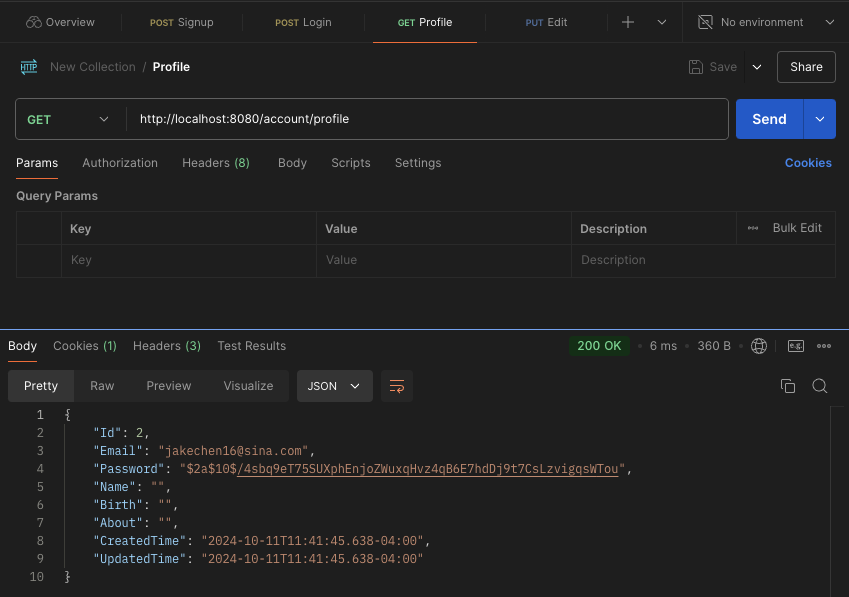 Overview POST Signup POST Login GET Profile PUT Edit No environment
HTTP New Collection / Profile Save Share
GET http://localhost:8080/account/profile Send
Params Authorization Headers (8) Body Scripts Settings Cookies
Query Params
Key Value Description Bulk Edit
Key Value Description
Body Cookies (1) Headers (3) Test Results 200 OK 6 ms 360 B e.g.
Pretty Raw Preview Visualize JSON
1 {
2 "Id": 2,
3 "Email": "jakechen16@sina.com",
4 "Password": "$2a$10$/4sbq9eT75SUXphEnjoZWuxqHvz4qB6E7hdDj9t7CsLzvigqsWTou",
5 "Name": "",
6 "Birth": "",
7 "About": "",
8 "CreatedTime": "2024-10-11T11:41:45.638-04:00",
9 "UpdatedTime": "2024-10-11T11:41:45.638-04:00"
10 }